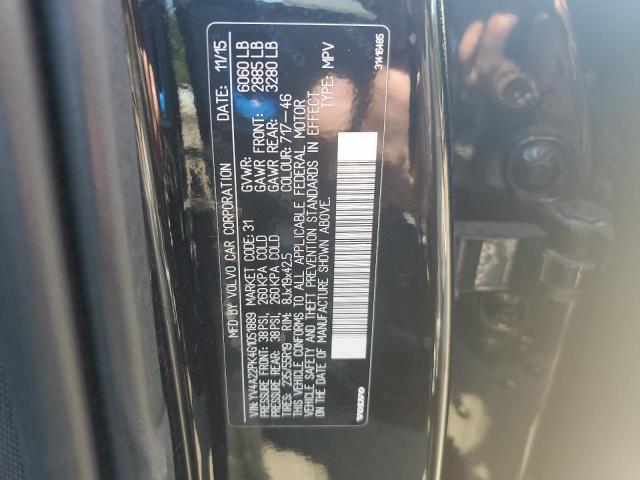 MFD BY VOLVO CAR CORPORATION DATE: 11/15
VIN: YV4A22PK4G1051889 GVWR: 6060 LB
MARKET CODE: 31 GAWR FRONT: 2885 LB
PRESSURE FRONT: 38PSI, 260KPA COLD GAWR REAR: 3280 LB
PRESSURE REAR: 38PSI, 260KPA COLD COLOUR: 717-46
TIRES: 235/55R19 RIM: 8Jx19x42.5
THIS VEHICLE CONFORMS TO ALL APPLICABLE FEDERAL MOTOR
VEHICLE SAFETY AND THEFT PREVENTION STANDARDS IN EFFECT
ON THE DATE OF MANUFACTURE SHOWN ABOVE. TYPE: MPV
VOLVO 31416485